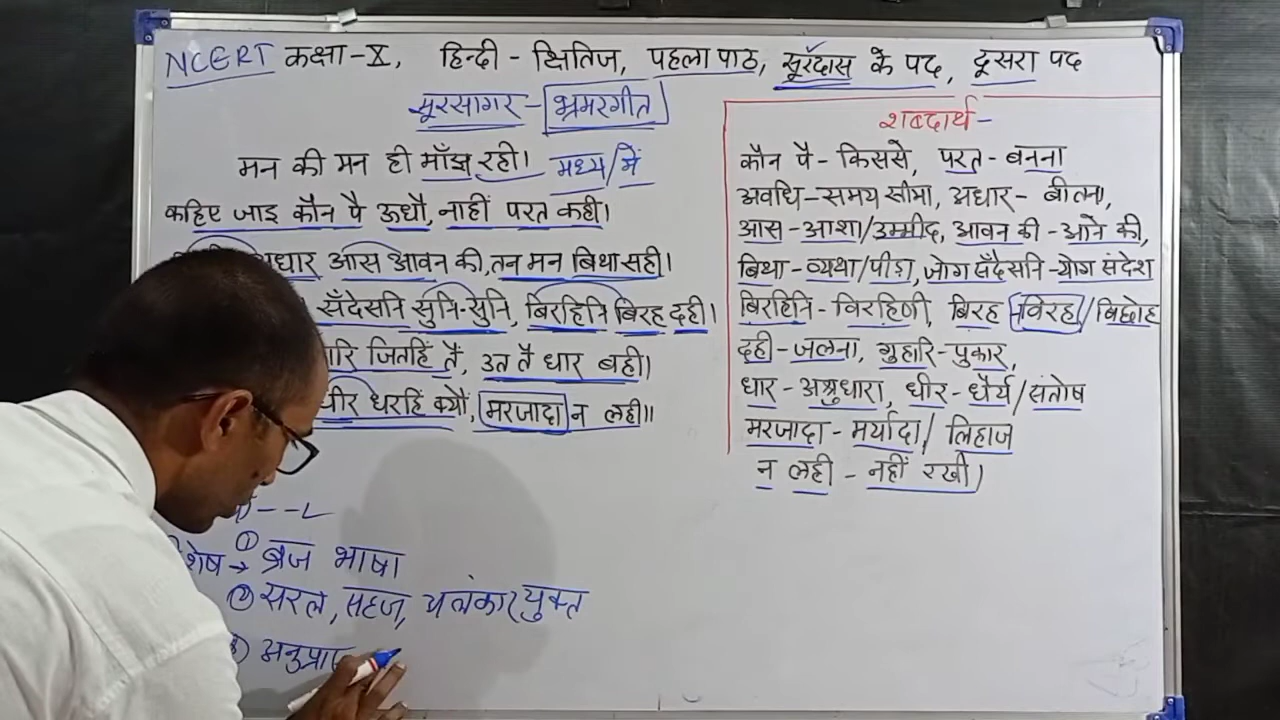 NCERT कक्षा-X, हिन्दी - क्षितिज, पहला पाठ, सूरदास के पद, दूसरा पद
सूरसागर - भ्रमरगीत
मन की मन ही माँझ रही। मध्य/में
कहिए जाइ कौन पै ऊधौ, नाहीं परत कही।
अधार आस आवन की, तन मन बिथा सही।
सँदेसनि सुनि-सुनि, बिरहिनि बिरह दही।
जितहिं तैं, उत तैं धार बही।
धीर धरहिं क्यौं, मरजादा न लही॥
शब्दार्थ -
कौन पै - किससे, परत - बनना
अवधि - समय सीमा, अधार - बीतना,
आस - आशा/उम्मीद, आवन की - आने की,
बिथा - व्यथा/पीड़ा, जोग सँदेसनि - योग संदेश
बिरहिनि - विरहिणी, बिरह - विरह/बिछोह
दही - जलना, गुहारि - पुकार,
धार - अश्रुधारा, धीर - धैर्य/संतोष
मरजादा - मर्यादा/लिहाज
न लही - नहीं रखी।
① ब्रज भाषा
② सरल, सहज, अलंकार युक्त